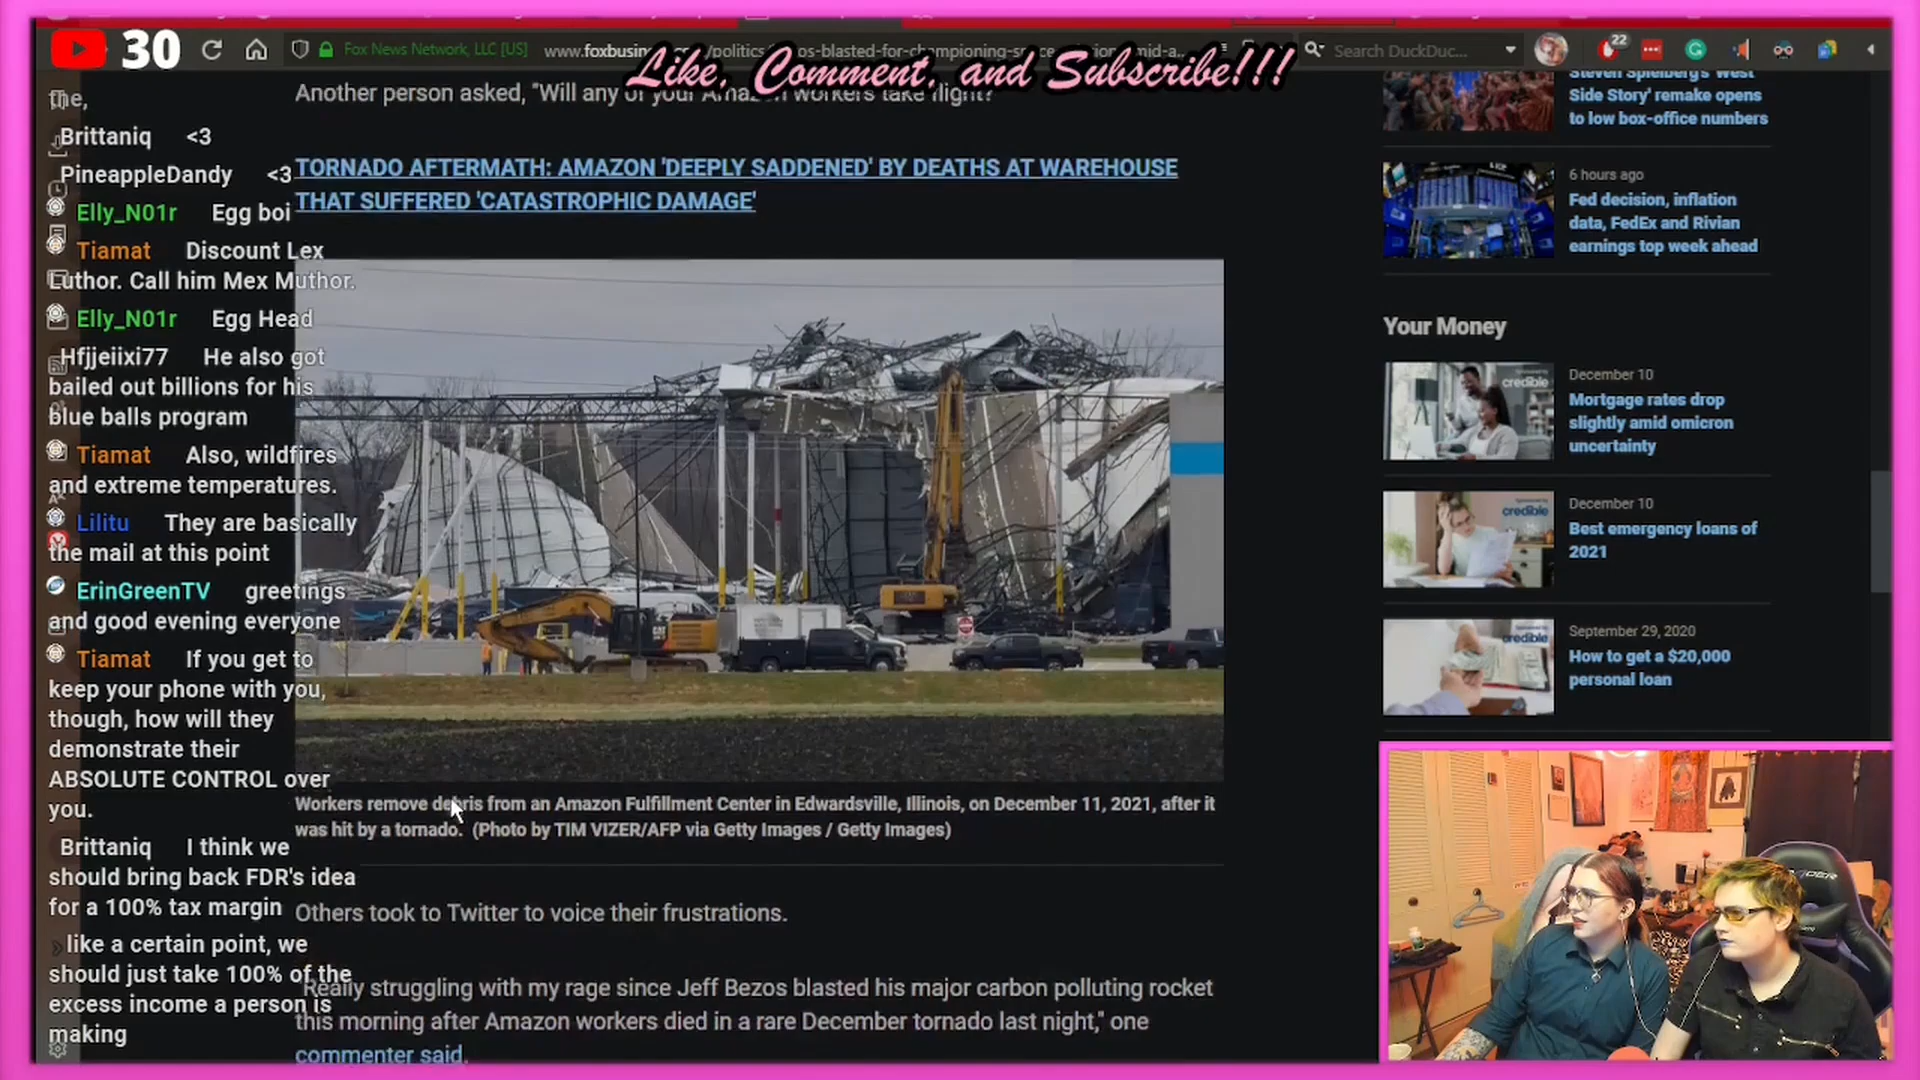 30
Fox News Network, LLC [US]
Search DuckDuc...
22
Like, Comment, and Subscribe!!!
the,
Brittaniq <3
PineappleDandy <3
Elly_N01r Egg boi
Tiamat Discount Lex
Luthor. Call him Mex Muthor.
Elly_N01r Egg Head
Hfjjeiixi77 He also got
bailed out billions for his
blue balls program
Tiamat Also, wildfires
and extreme temperatures.
Lilitu They are basically
the mail at this point
ErinGreenTV greetings
and good evening everyone
Tiamat If you get to
keep your phone with you,
though, how will they
demonstrate their
ABSOLUTE CONTROL over
you.
Brittaniq I think we
should bring back FDR's idea
for a 100% tax margin
like a certain point, we
should just take 100% of the
excess income a person is
making
Another person asked, "Will any of your Amazon workers take flight?"
TORNADO AFTERMATH: AMAZON 'DEEPLY SADDENED' BY DEATHS AT WAREHOUSE
THAT SUFFERED 'CATASTROPHIC DAMAGE'
Workers remove debris from an Amazon Fulfillment Center in Edwardsville, Illinois, on December 11, 2021, after it
was hit by a tornado. (Photo by TIM VIZER/AFP via Getty Images / Getty Images)
Others took to Twitter to voice their frustrations.
"Really struggling with my rage since Jeff Bezos blasted his major carbon polluting rocket
this morning after Amazon workers died in a rare December tornado last night," one
commenter said.
Steven Spielberg's 'West
Side Story' remake opens
to low box-office numbers
6 hours ago
Fed decision, inflation
data, FedEx and Rivian
earnings top week ahead
Your Money
credible
December 10
Mortgage rates drop
slightly amid omicron
uncertainty
credible
December 10
Best emergency loans of
2021
credible
September 29, 2020
How to get a $20,000
personal loan